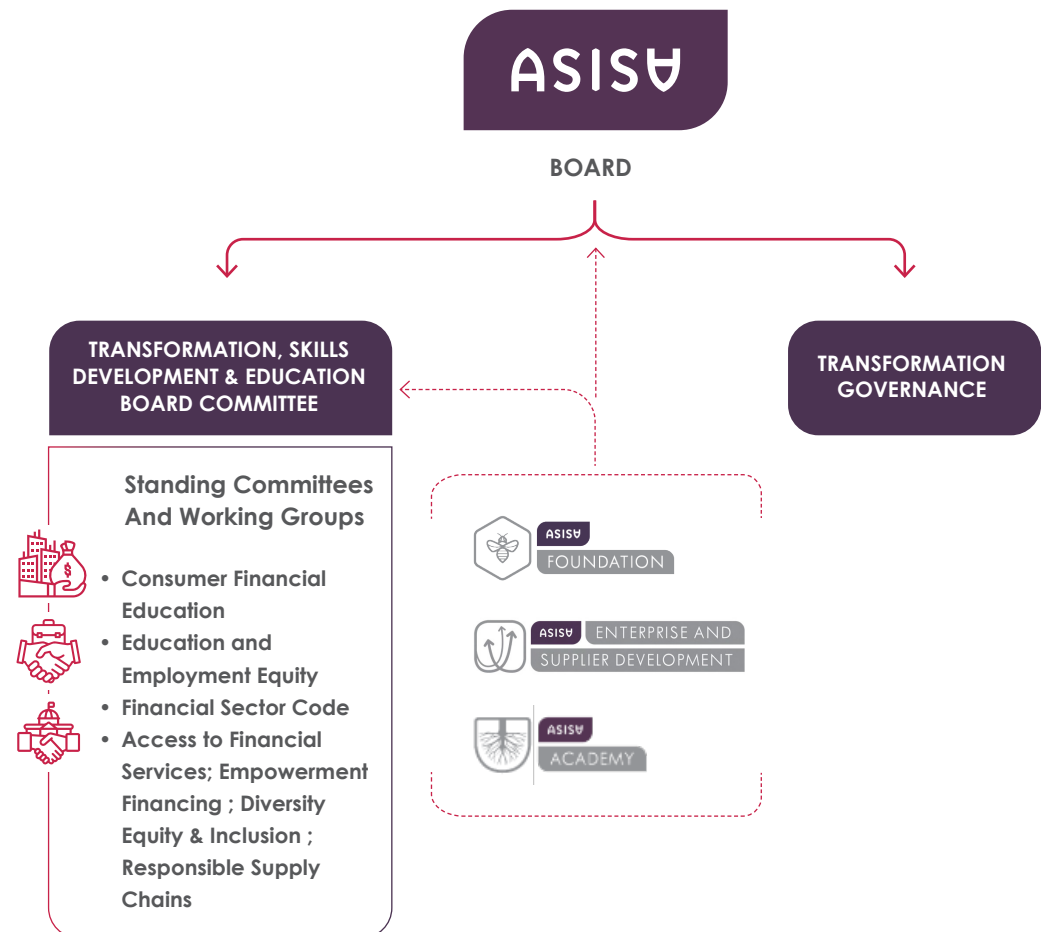 ASISA
BOARD
TRANSFORMATION, SKILLS
DEVELOPMENT & EDUCATION
BOARD COMMITTEE
TRANSFORMATION
GOVERNANCE
Standing Committees
And Working Groups
• Consumer Financial
Education
• Education and
Employment Equity
• Financial Sector Code
• Access to Financial
Services; Empowerment
Financing ; Diversity
Equity & Inclusion ;
Responsible Supply
Chains
$
ASISA
FOUNDATION
ASISA ENTERPRISE AND
SUPPLIER DEVELOPMENT
ASISA
ACADEMY